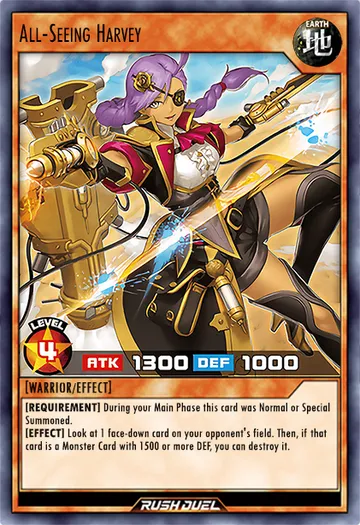 All-Seeing Harvey
EARTH
地
LEVEL
4
ATK 1300 DEF 1000
[WARRIOR/EFFECT]
[REQUIREMENT] During your Main Phase this card was Normal or Special
Summoned.
[EFFECT] Look at 1 face-down card on your opponent's field. Then, if that
card is a Monster Card with 1500 or more DEF, you can destroy it.
RUSH DUEL